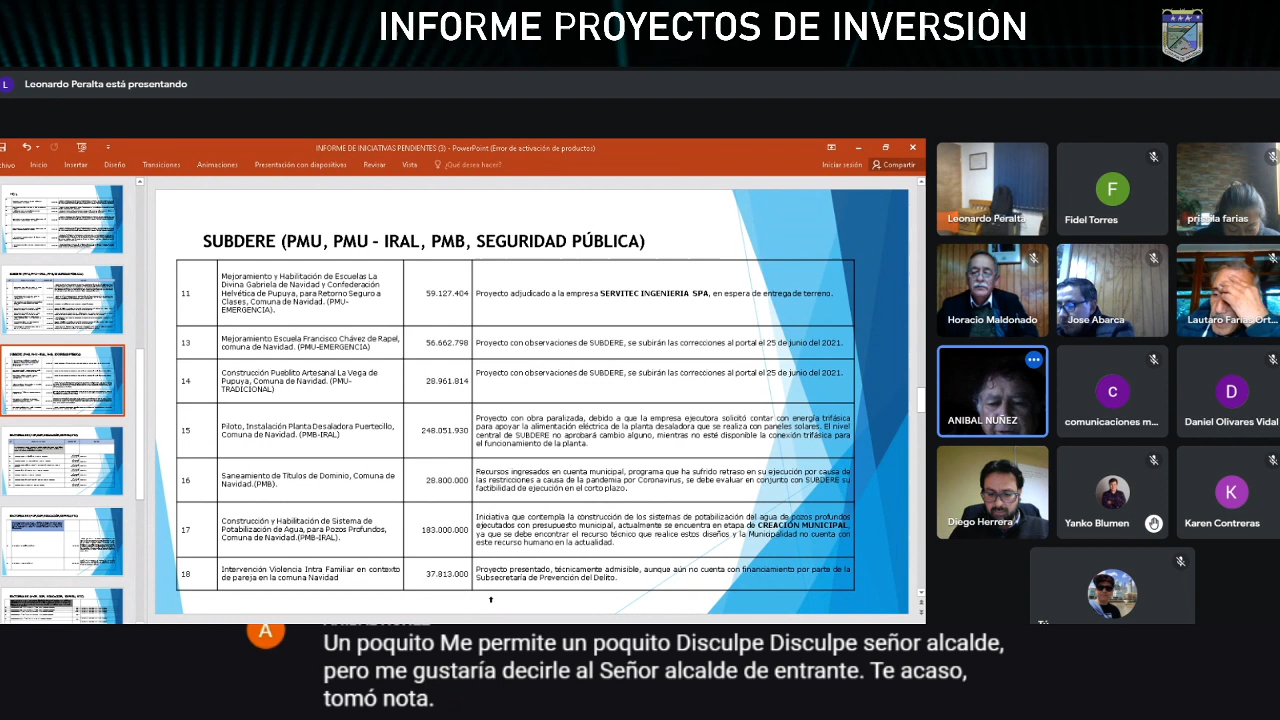 INFORME PROYECTOS DE INVERSIÓN
L
Leonardo Peralta está presentando
INFORME DE INICIATIVAS PENDIENTES (3) - PowerPoint (Error de activación de productos)
Inicio Insertar Diseño Transiciones Animaciones Presentación con diapositivas Revisar Vista ¿Qué desea hacer? Iniciar sesión Compartir
SUBDERE (PMU, PMU - IRAL, PMB, SEGURIDAD PÚBLICA)
11
Mejoramiento y Habilitación de Escuelas La
Divina Gabriela de Navidad y Confederación
Helvética de Pupuya, para Retorno Seguro a
Clases, Comuna de Navidad. (PMU-
EMERGENCIA).
59.127.404
Proyecto adjudicado a la empresa SERVITEC INGENIERIA SPA, en espera de entrega de terreno.
13
Mejoramiento Escuela Francisco Chávez de Rapel,
comuna de Navidad. (PMU-EMERGENCIA)
56.662.798
Proyecto con observaciones de SUBDERE, se subirán las correcciones al portal el 25 de junio del 2021.
14
Construcción Pueblito Artesanal La Vega de
Pupuya, Comuna de Navidad. (PMU-
TRADICIONAL)
28.961.814
Proyecto con observaciones de SUBDERE, se subirán las correcciones al portal el 25 de junio del 2021.
15
Piloto, Instalación Planta Desaladora Puertecillo,
Comuna de Navidad. (PMB-IRAL)
248.051.930
Proyecto con obra paralizada, debido a que la empresa ejecutora solicitó contar con energía trifásica
para apoyar la alimentación eléctrica de la planta desaladora que se realiza con paneles solares. El nivel
central de SUBDERE no aprobará cambio alguno, mientras no esté disponible la conexión trifásica para
el funcionamiento de la planta.
16
Saneamiento de Títulos de Dominio, Comuna de
Navidad.(PMB).
28.800.000
Recursos ingresados en cuenta municipal, programa que ha sufrido retraso en su ejecución por causa de
las restricciones a causa de la pandemia por Coronavirus, se debe evaluar en conjunto con SUBDERE su
factibilidad de ejecución en el corto plazo.
17
Construcción y Habilitación de Sistema de
Potabilización de Agua, para Pozos Profundos,
Comuna de Navidad.(PMB-IRAL).
183.000.000
Iniciativa que contempla la construcción de los sistemas de potabilización del agua de pozos profundos
ejecutados con presupuesto municipal, actualmente se encuentra en etapa de CREACIÓN MUNICIPAL,
ya que se debe encontrar el recurso técnico que realice estos diseños y la Municipalidad no cuenta con
este recurso humano en la actualidad.
18
Intervención Violencia Intra Familiar en contexto
de pareja en la comuna Navidad
37.813.000
Proyecto presentado, técnicamente admisible, aunque aún no cuenta con financiamiento por parte de la
Subsecretaría de Prevención del Delito.
Leonardo Peralta
F
Fidel Torres
priscila farias
Horacio Maldonado
Jose Abarca
Lautaro Farias Ort...
ANIBAL NUÑEZ
c
comunicaciones m...
D
Daniel Olivares Vidal
Diego Herrera
Yanko Blumen
K
Karen Contreras
A
Un poquito Me permite un poquito Disculpe Disculpe señor alcalde,
pero me gustaría decirle al Señor alcalde de entrante. Te acaso,
tomó nota.